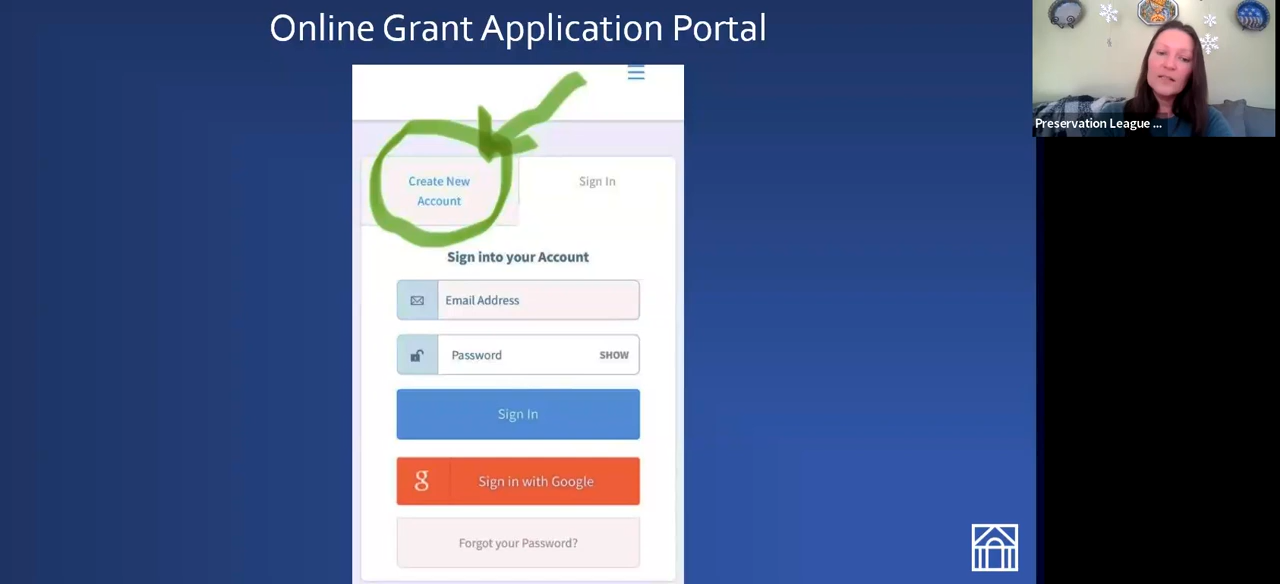 Online Grant Application Portal
Preservation League ...
Create New
Account
Sign In
Sign into your Account
Email Address
Password
SHOW
Sign In
g
Sign in with Google
Forgot your Password?